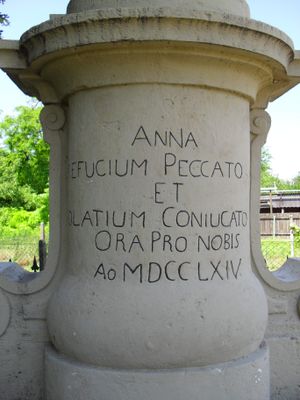 ANNA
EFUCIUM PECCATO
ET
OLATIUM CONIUCATO
ORA PRO NOBIS
AO MDCCLXIV.